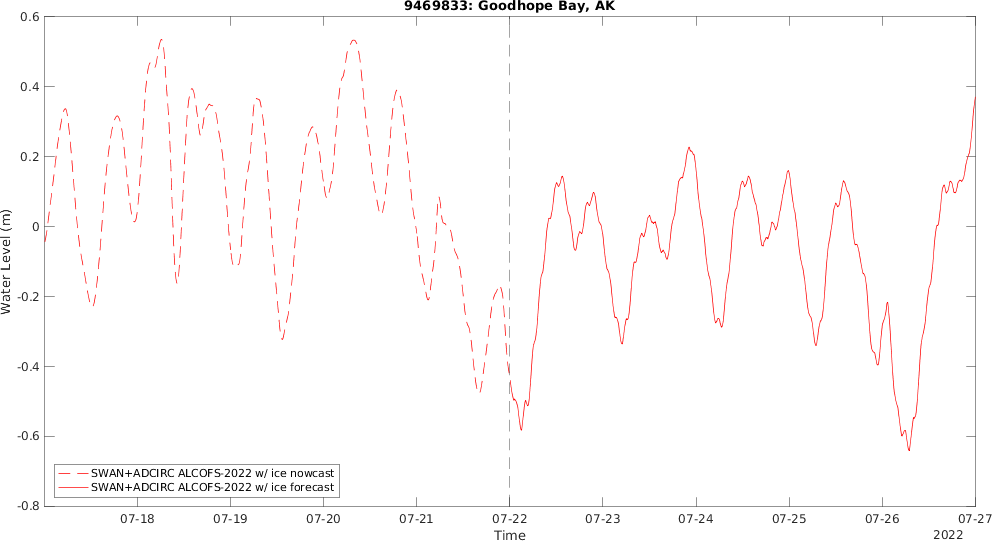 9469833: Goodhope Bay, AK
0.6
0.4
0.2
0
-0.2
-0.4
-0.6
-0.8
Water Level (m)
SWAN+ADCIRC ALCOFS-2022 w/ ice nowcast
SWAN+ADCIRC ALCOFS-2022 w/ ice forecast
07-18 07-19 07-20 07-21 07-22 07-23 07-24 07-25 07-26 07-27
Time
2022